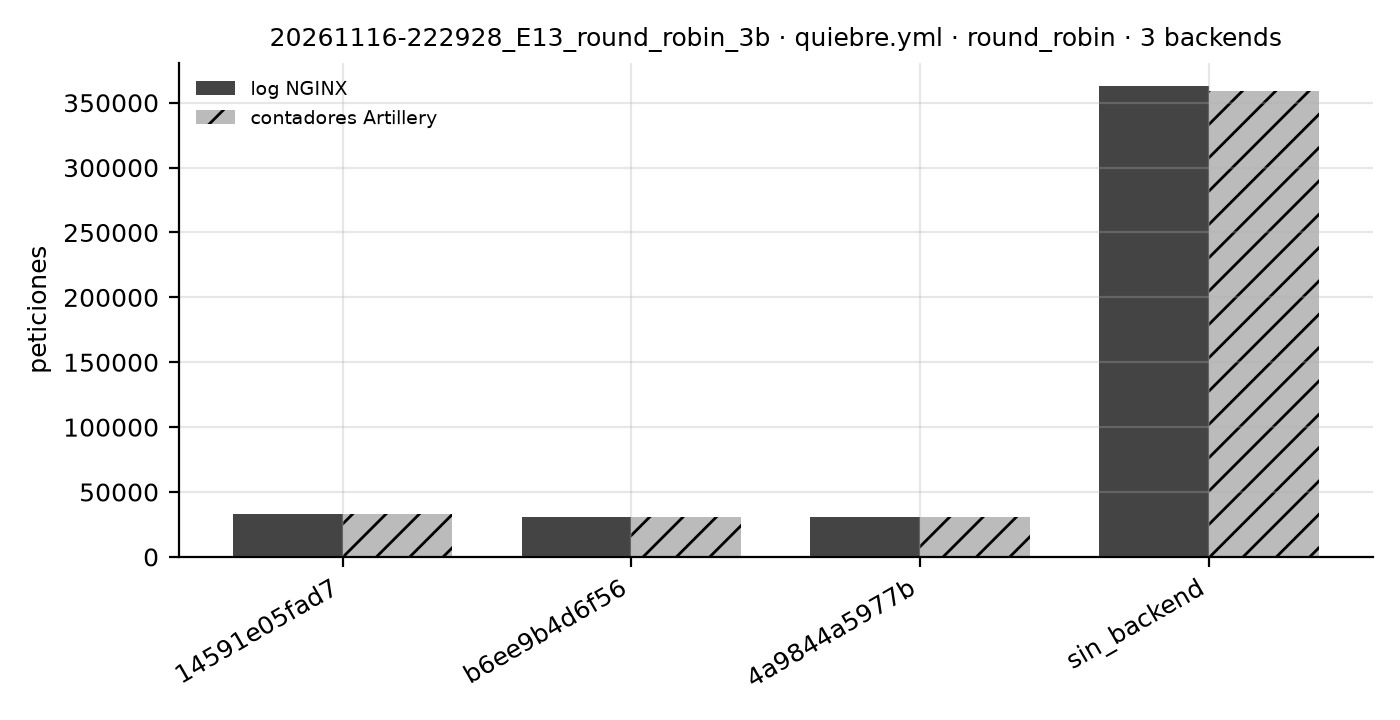 20261116-222928_E13_round_robin_3b · quiebre.yml · round_robin · 3 backends
log NGINX
contadores Artillery
peticiones
350000
300000
250000
200000
150000
100000
50000
0
14591e05fad7
b6ee9b4d6f56
4a9844a5977b
sin_backend